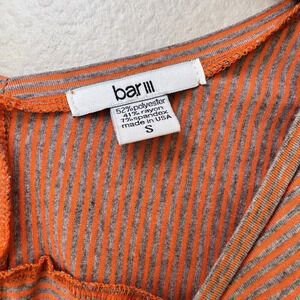 bar III
52% polyester
41% rayon
7% spandex
made in USA
S